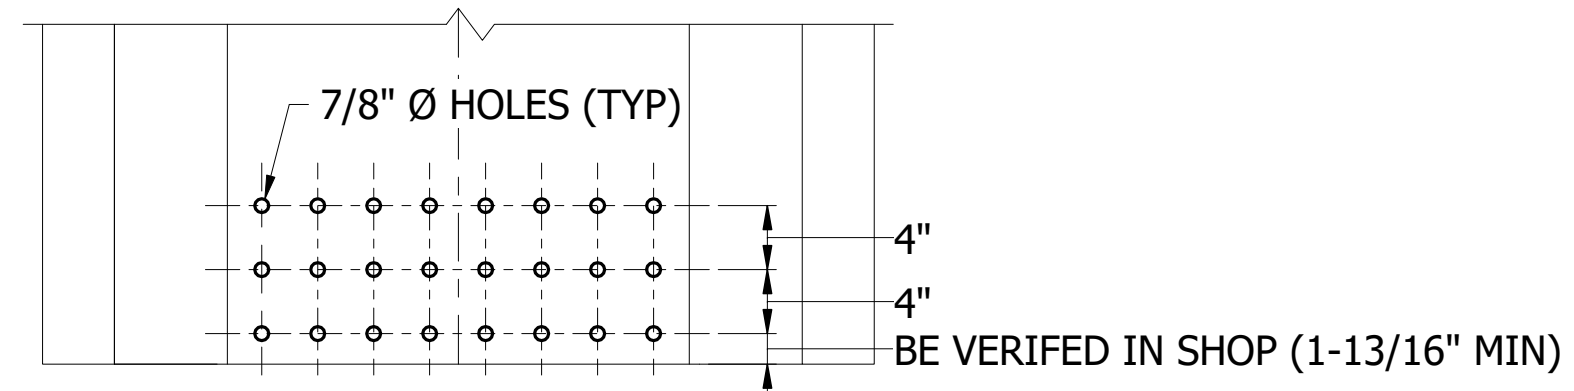 7/8" Ø HOLES (TYP)
4"
4"
BE VERIFED IN SHOP (1-13/16" MIN)